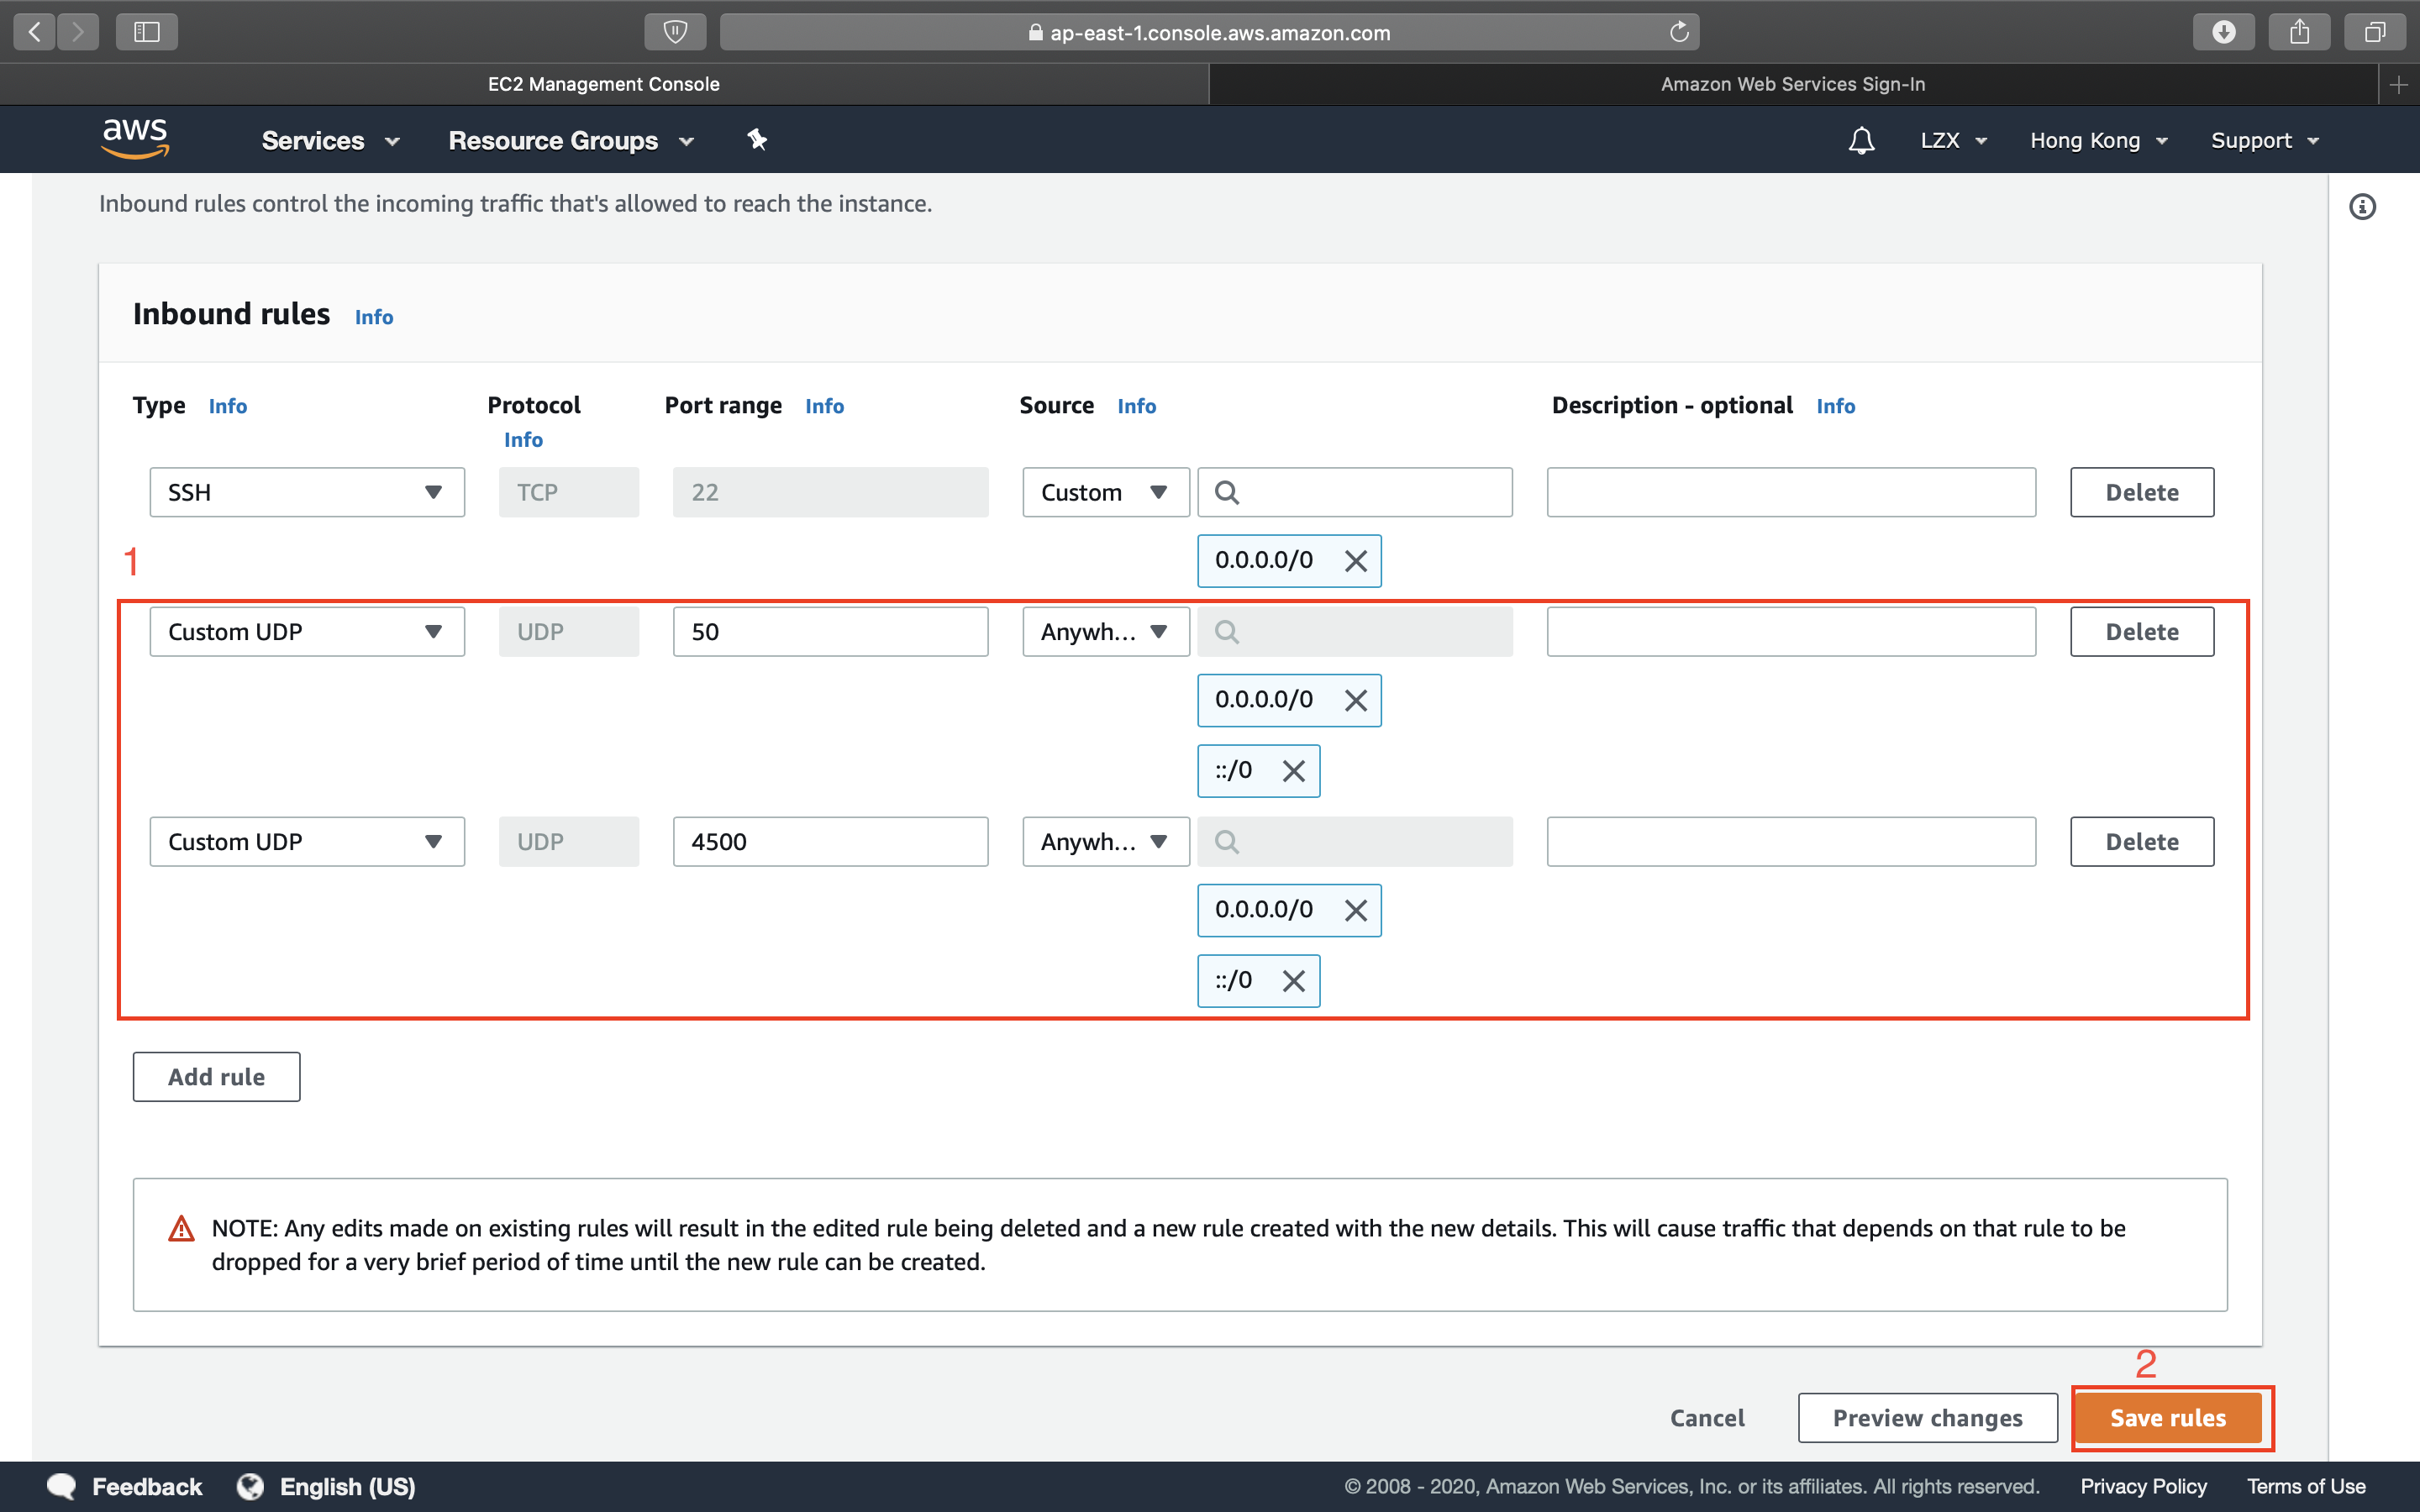 ap-east-1.console.aws.amazon.com
EC2 Management Console
Amazon Web Services Sign-In
aws
Services
Resource Groups
LZX
Hong Kong
Support
Inbound rules control the incoming traffic that's allowed to reach the instance.
Inbound rules Info
Type Info
Protocol Info
Port range Info
Source Info
Description - optional Info
SSH TCP 22 Custom Delete
0.0.0.0/0
1
Custom UDP UDP 50 Anywh... Delete
0.0.0.0/0
::/0
Custom UDP UDP 4500 Anywh... Delete
0.0.0.0/0
::/0
Add rule
NOTE: Any edits made on existing rules will result in the edited rule being deleted and a new rule created with the new details. This will cause traffic that depends on that rule to be
dropped for a very brief period of time until the new rule can be created.
2
Cancel Preview changes Save rules
Feedback English (US) © 2008 - 2020, Amazon Web Services, Inc. or its affiliates. All rights reserved. Privacy Policy Terms of Use